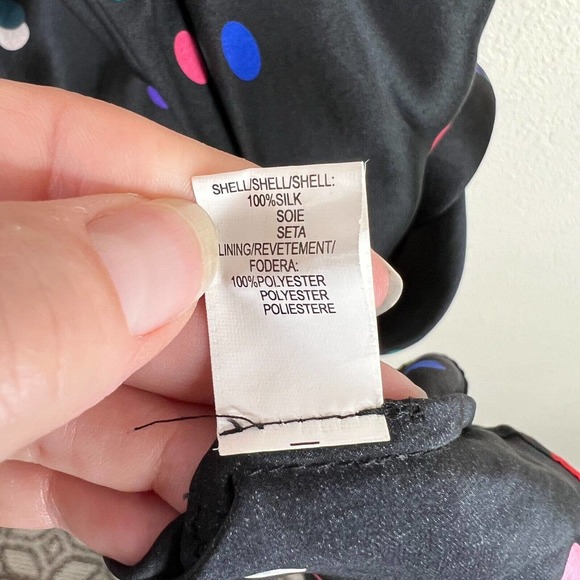 SHELL/SHELL/SHELL:
100%SILK
SOIE
SETA
LINING/REVETEMENT/
FODERA:
100%POLYESTER
POLYESTER
POLIESTERE